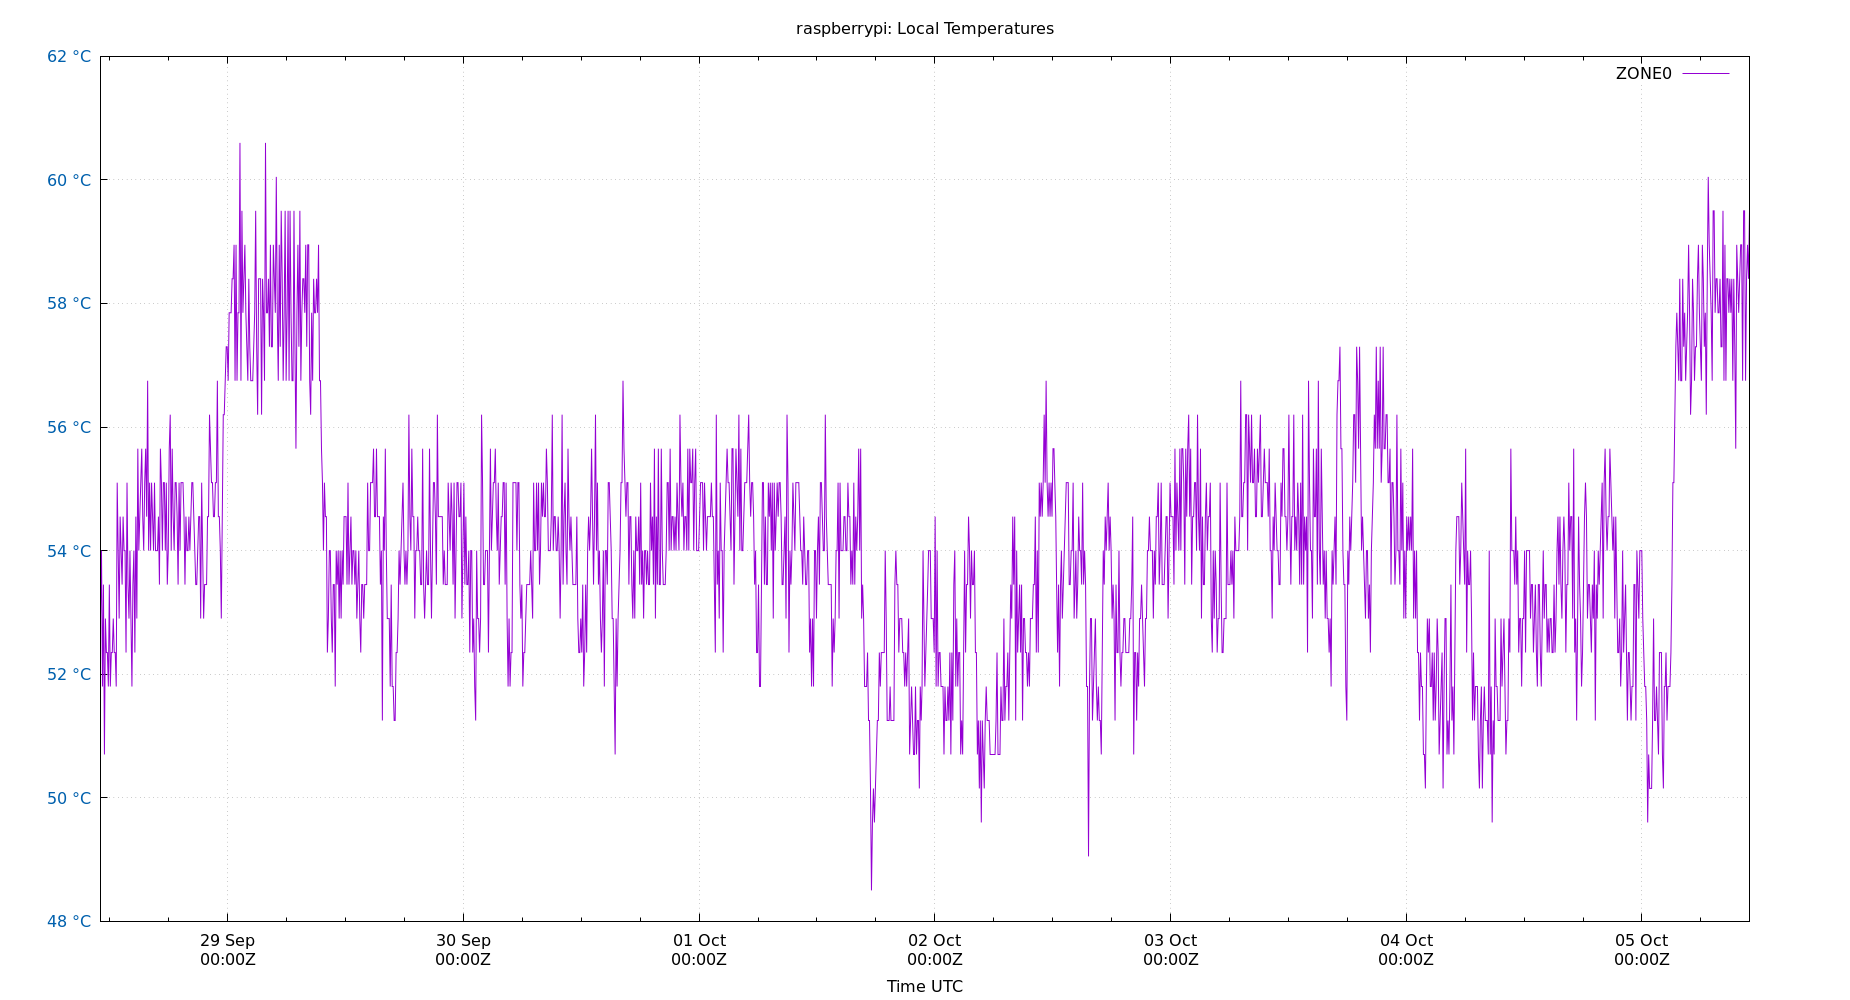 raspberrypi: Local Temperatures
62 °C
ZONE0
60 °C
58 °C
56 °C
54 °C
52 °C
50 °C
48 °C
29 Sep 30 Sep 01 Oct 02 Oct 03 Oct 04 Oct 05 Oct
00:00Z 00:00Z 00:00Z 00:00Z 00:00Z 00:00Z 00:00Z
Time UTC